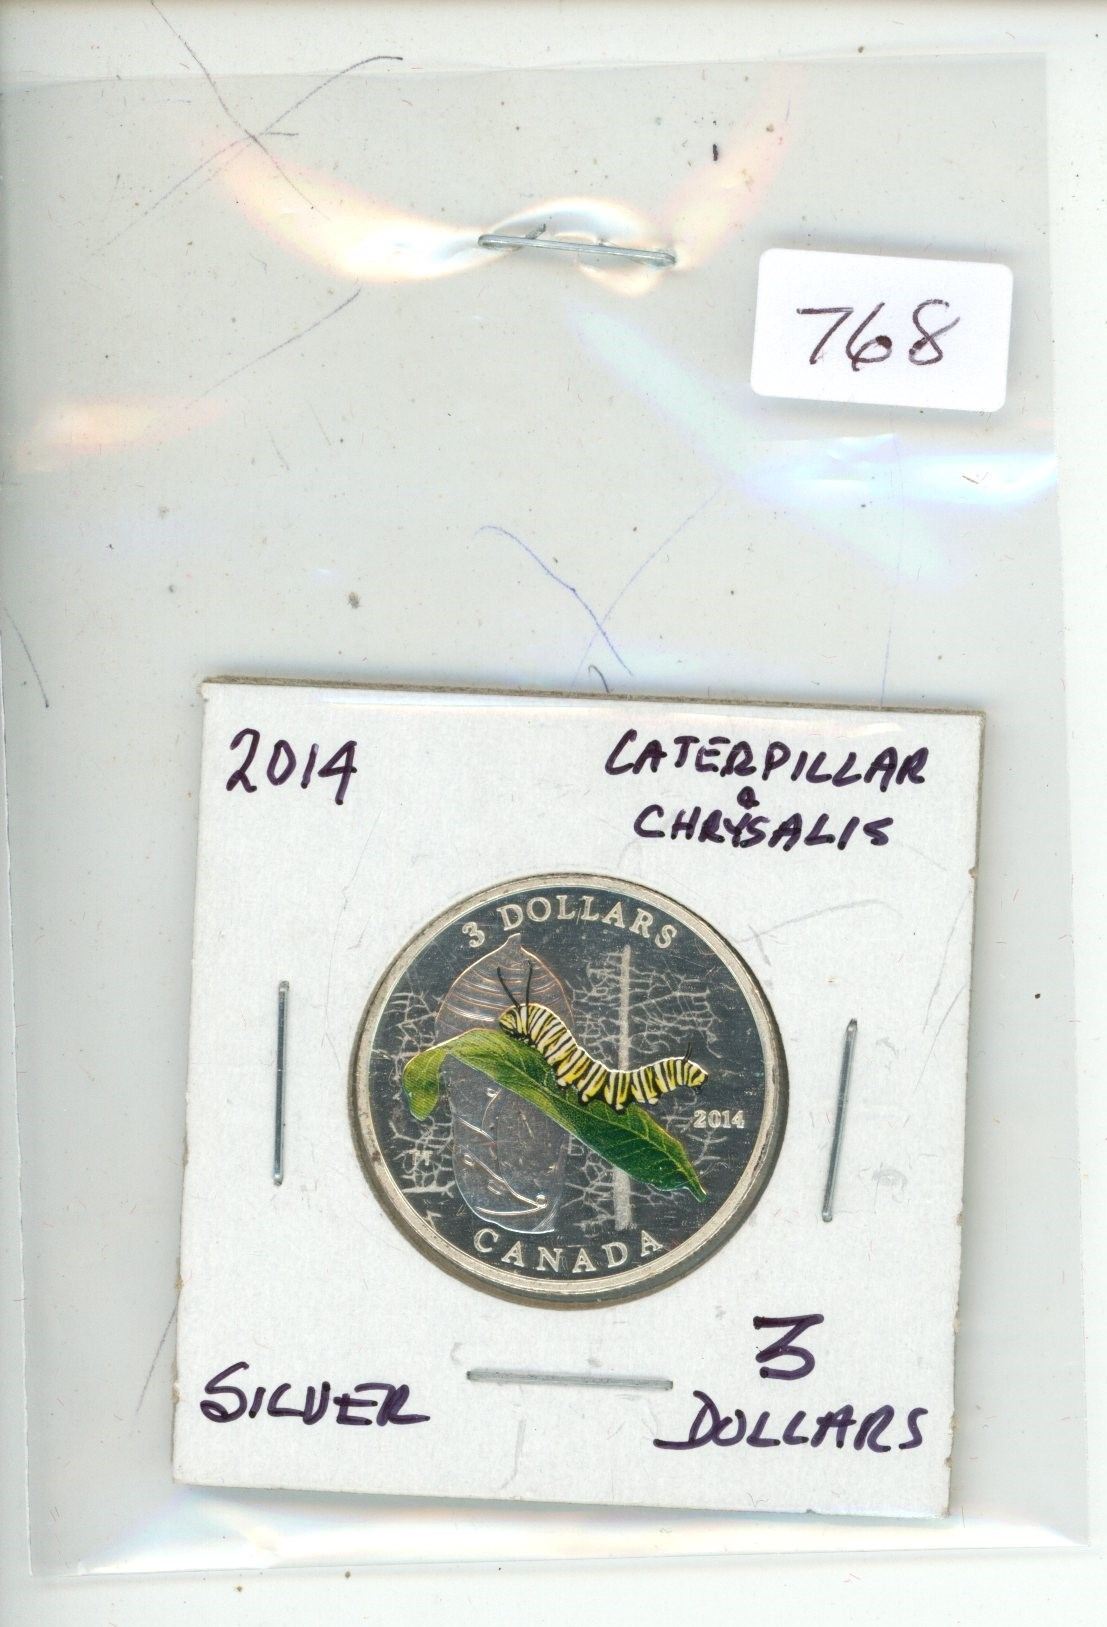 768
2014
CATERPILLAR
&
CHRYSALIS
3 DOLLARS
2014
CANADA
SILVER
3
DOLLARS